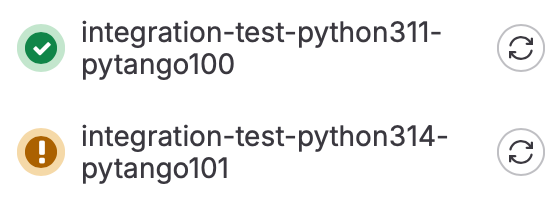 integration-test-python311-
pytango100
integration-test-python314-
pytango101